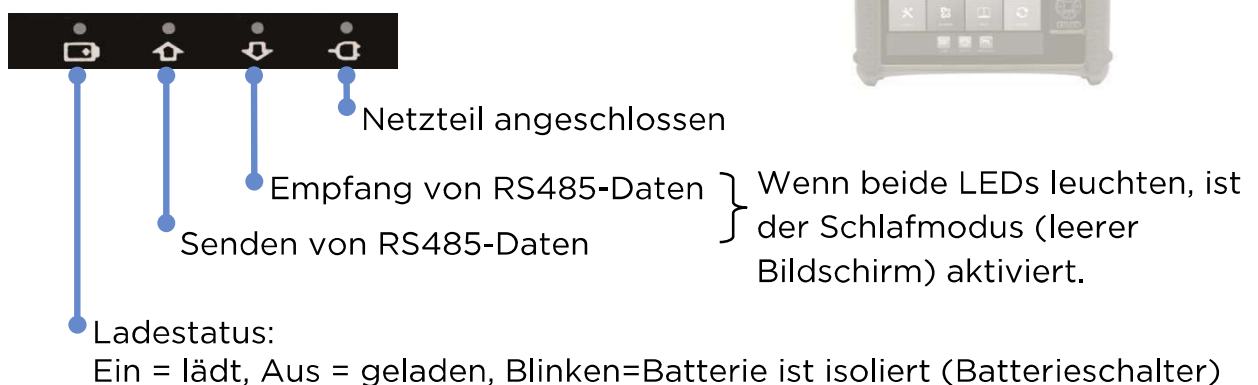 Netzteil angeschlossen
Empfang von RS485-Daten
Senden von RS485-Daten
Wenn beide LEDs leuchten, ist
der Schlafmodus (leerer
Bildschirm) aktiviert.
Ladestatus:
Ein = lädt, Aus = geladen, Blinken=Batterie ist isoliert (Batterieschalter)